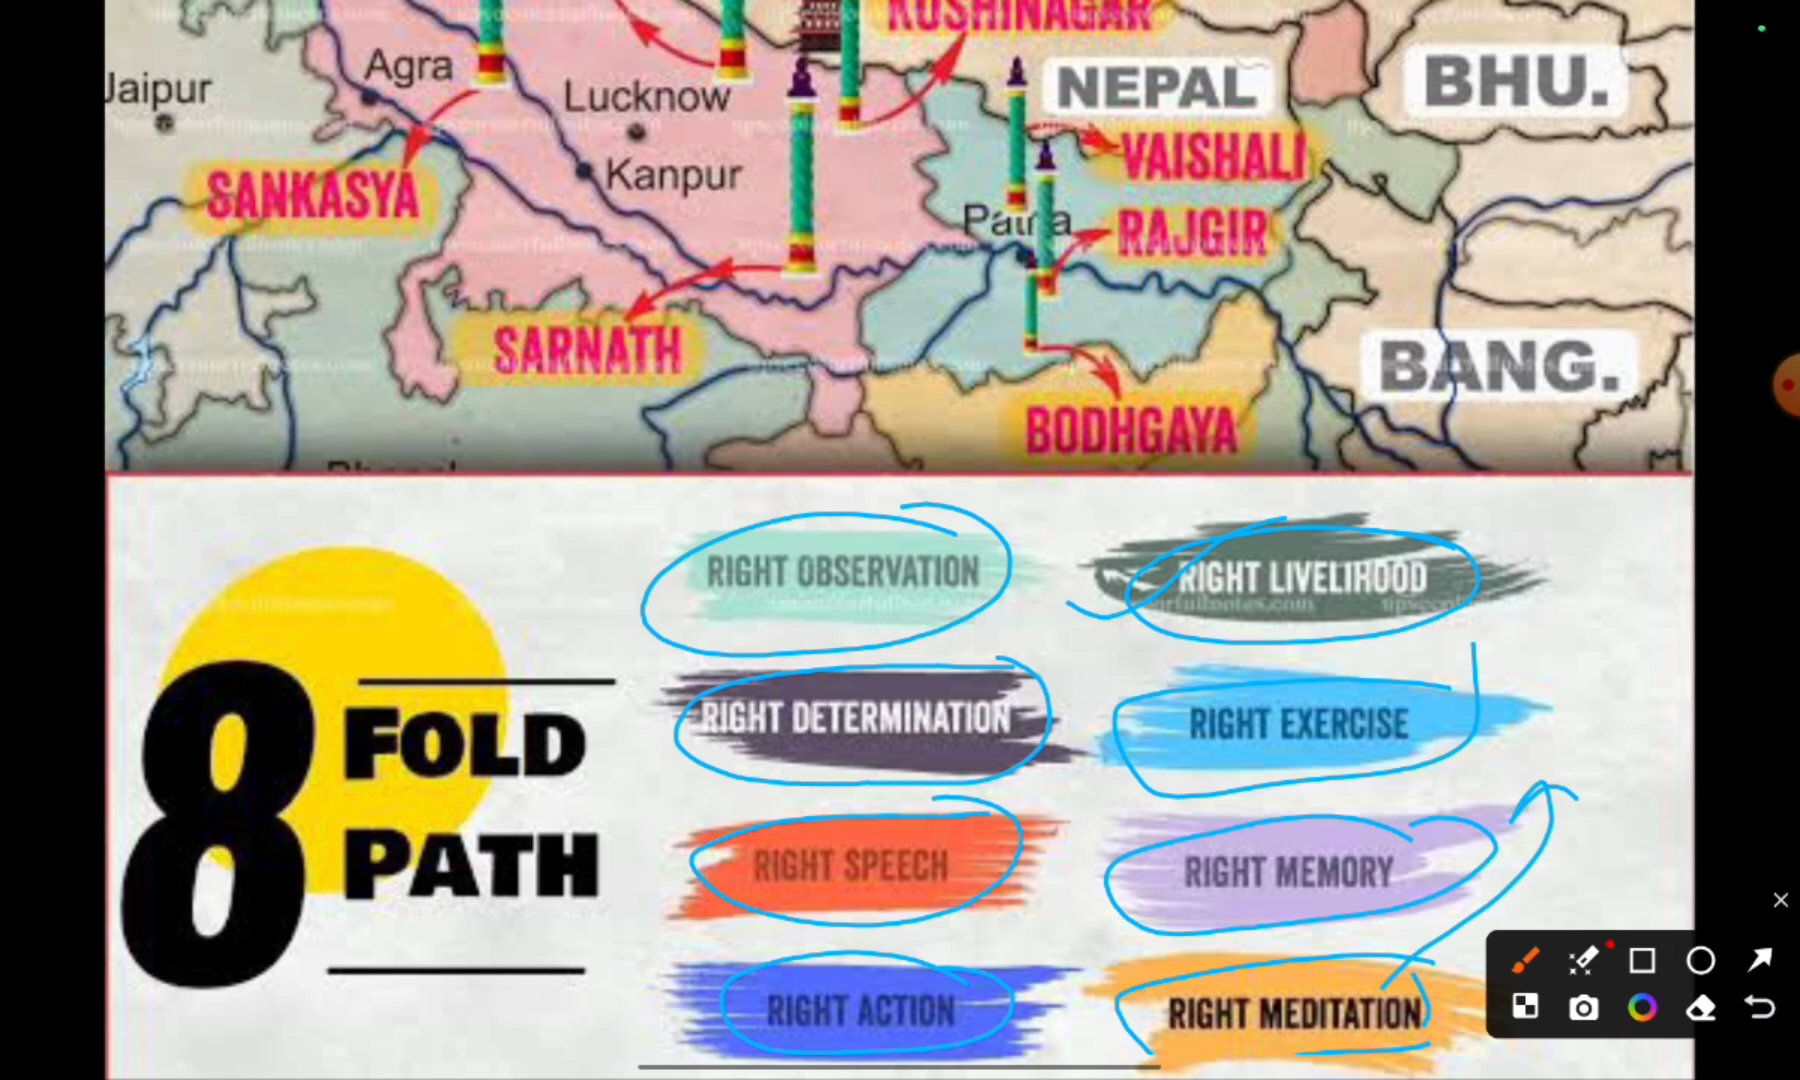 KUSHINAGAR
Agra
Jaipur
Lucknow
NEPAL
BHU.
VAISHALI
SANKASYA
Kanpur
RAJGIR
SARNATH
BANG.
BODHGAYA
8 FOLD PATH
RIGHT OBSERVATION
RIGHT LIVELIHOOD
RIGHT DETERMINATION
RIGHT EXERCISE
RIGHT SPEECH
RIGHT MEMORY
RIGHT ACTION
RIGHT MEDITATION